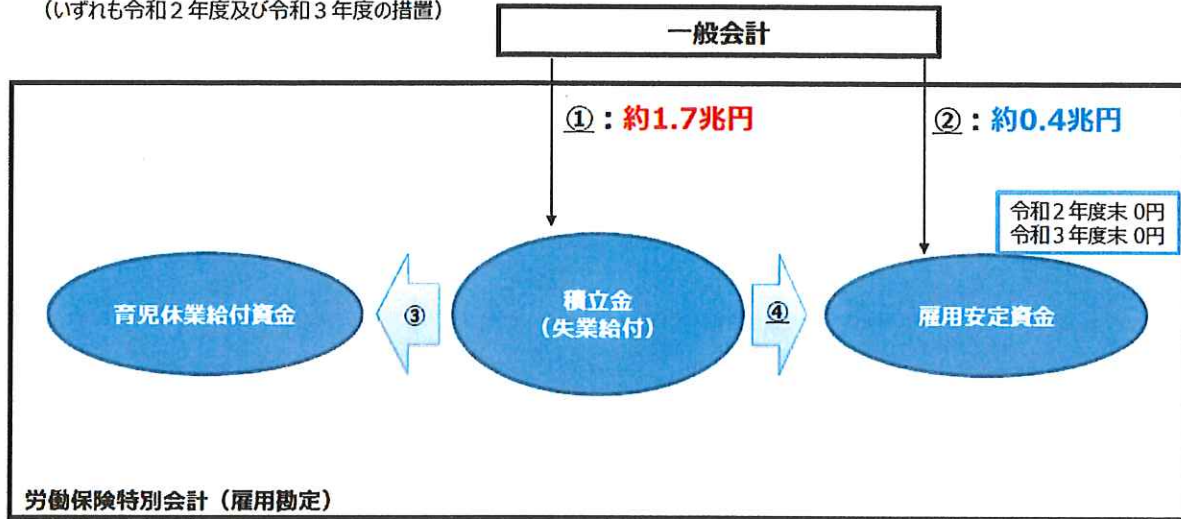 （いずれも令和２年度及び令和３年度の措置）
一般会計
①：約1.7兆円
②：約0.4兆円
令和２年度末 0円
令和３年度末 0円
育児休業給付資金
③
積立金
（失業給付）
④
雇用安定資金
労働保険特別会計（雇用勘定）